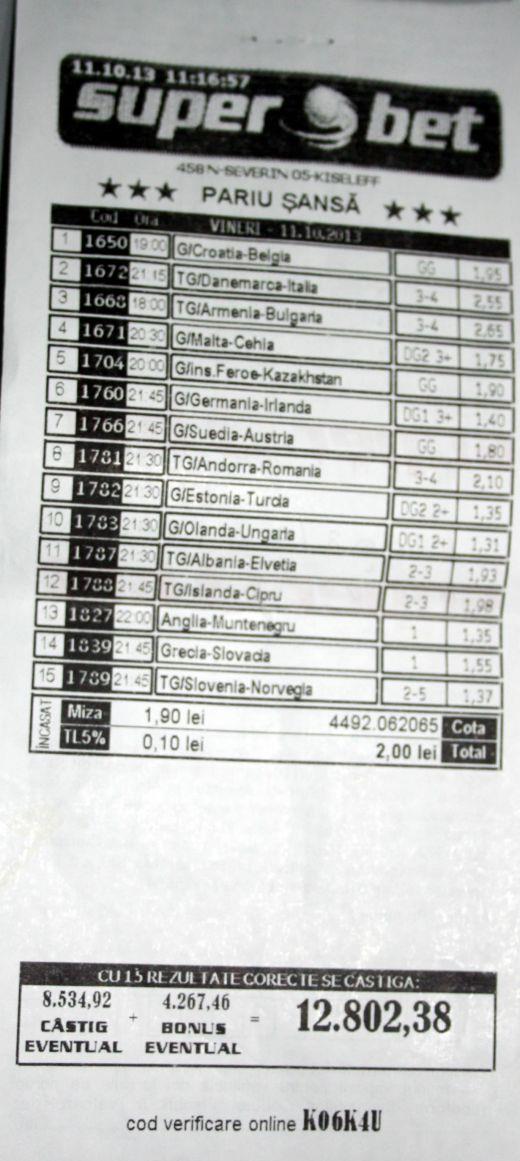 11.10.13 11:16:57
super bet
458 N-SEVERIN 05-KISELEFF
★★★ PARIU ȘANSĂ ★★★
Cod Ora VINERI - 11.10.2013
1 1650 19:00 G/Croatia-Belgia GG 1,95
2 1672 21:15 TG/Danemarca-Italia 3-4 2,55
3 1668 18:00 TG/Armenia-Bulgaria 3-4 2,65
4 1671 20:30 G/Malta-Cehia DG2 3+ 1,75
5 1704 20:00 G/ins.Feroe-Kazakhstan GG 1,90
6 1760 21:45 G/Germania-Irlanda DG1 3+ 1,40
7 1766 21:45 G/Suedia-Austria GG 1,80
8 1781 21:30 TG/Andorra-Romania 3-4 2,10
9 1782 21:30 G/Estonia-Turcia DG2 2+ 1,35
10 1783 21:30 G/Olanda-Ungaria DG1 2+ 1,31
11 1787 21:30 TG/Albania-Elvetia 2-3 1,93
12 1788 21:45 TG/Islanda-Cipru 2-3 1,98
13 1827 22:00 Anglia-Muntenegru 1 1,35
14 1839 21:45 Grecia-Slovacia 1 1,55
15 1789 21:45 TG/Slovenia-Norvegia 2-5 1,37
ÎNCASAT
Miza 1,90 lei 4492.062065 Cota
TL5% 0,10 lei 2,00 lei Total
CU 15 REZULTATE CORECTE SE CASTIGA:
8.534,92 + 4.267,46 = 12.802,38
CÂSTIG BONUS
EVENTUAL EVENTUAL
cod verificare online K06K4U